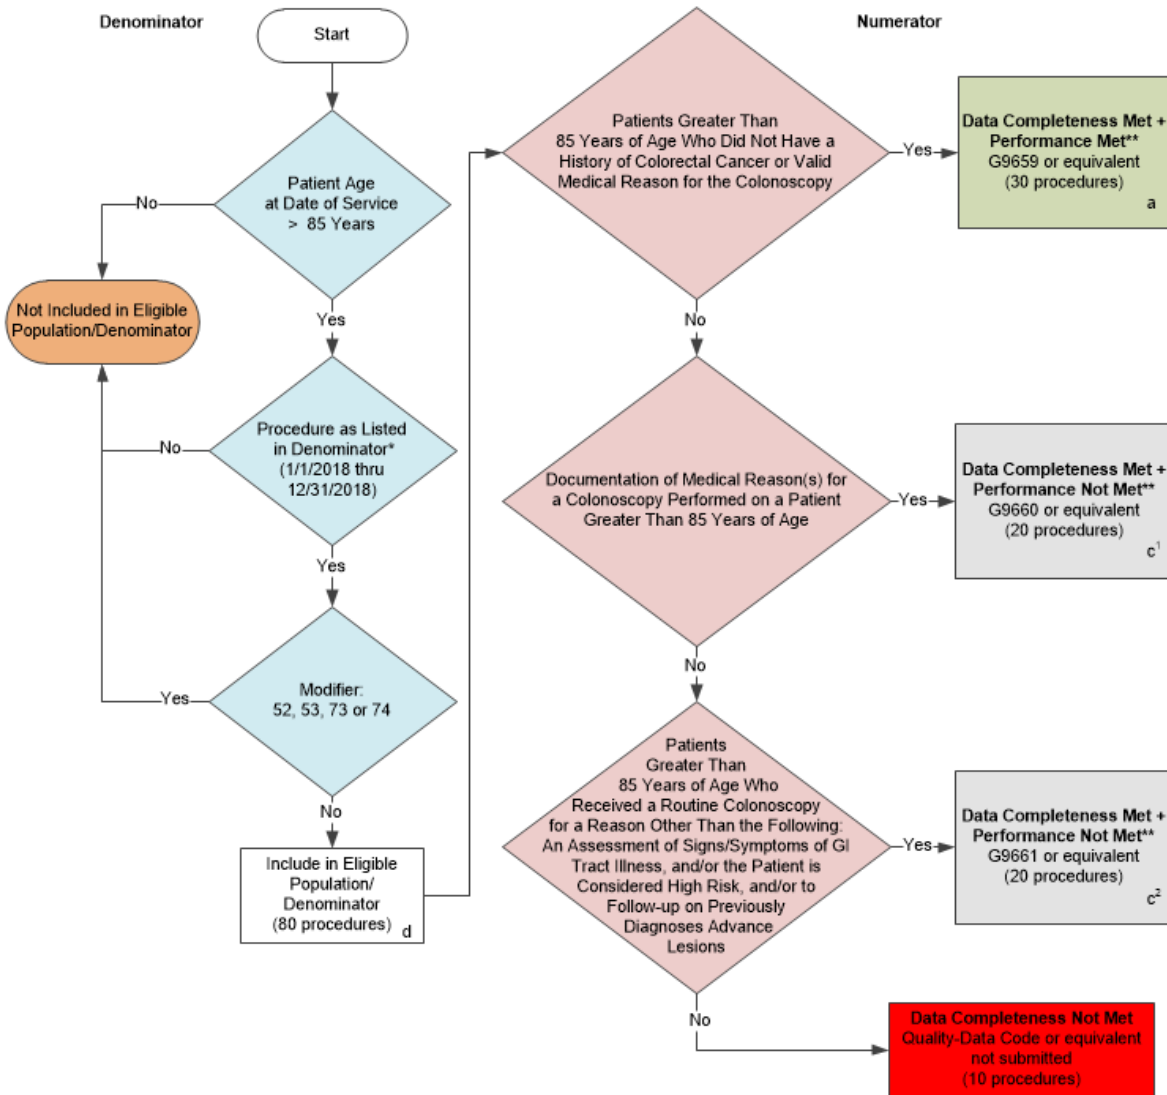 Denominator
Start
Patient Age
at Date of Service
> 85 Years
No
Not Included in Eligible
Population/Denominator
Yes
Procedure as Listed
in Denominator*
(1/1/2018 thru
12/31/2018)
No
Yes
Modifier:
52, 53, 73 or 74
Yes
No
Include in Eligible
Population/
Denominator
(80 procedures)
d
Numerator
Patients Greater Than
85 Years of Age Who Did Not Have a
History of Colorectal Cancer or Valid
Medical Reason for the Colonoscopy
Yes
Data Completeness Met +
Performance Met**
G9659 or equivalent
(30 procedures)
a
No
Documentation of Medical Reason(s) for
a Colonoscopy Performed on a Patient
Greater Than 85 Years of Age
Yes
Data Completeness Met +
Performance Not Met**
G9660 or equivalent
(20 procedures)
c¹
No
Patients
Greater Than
85 Years of Age Who
Received a Routine Colonoscopy
for a Reason Other Than the Following:
An Assessment of Signs/Symptoms of GI
Tract Illness, and/or the Patient is
Considered High Risk, and/or to
Follow-up on Previously
Diagnoses Advance
Lesions
Yes
Data Completeness Met +
Performance Not Met**
G9661 or equivalent
(20 procedures)
c²
No
Data Completeness Not Met
Quality-Data Code or equivalent
not submitted
(10 procedures)